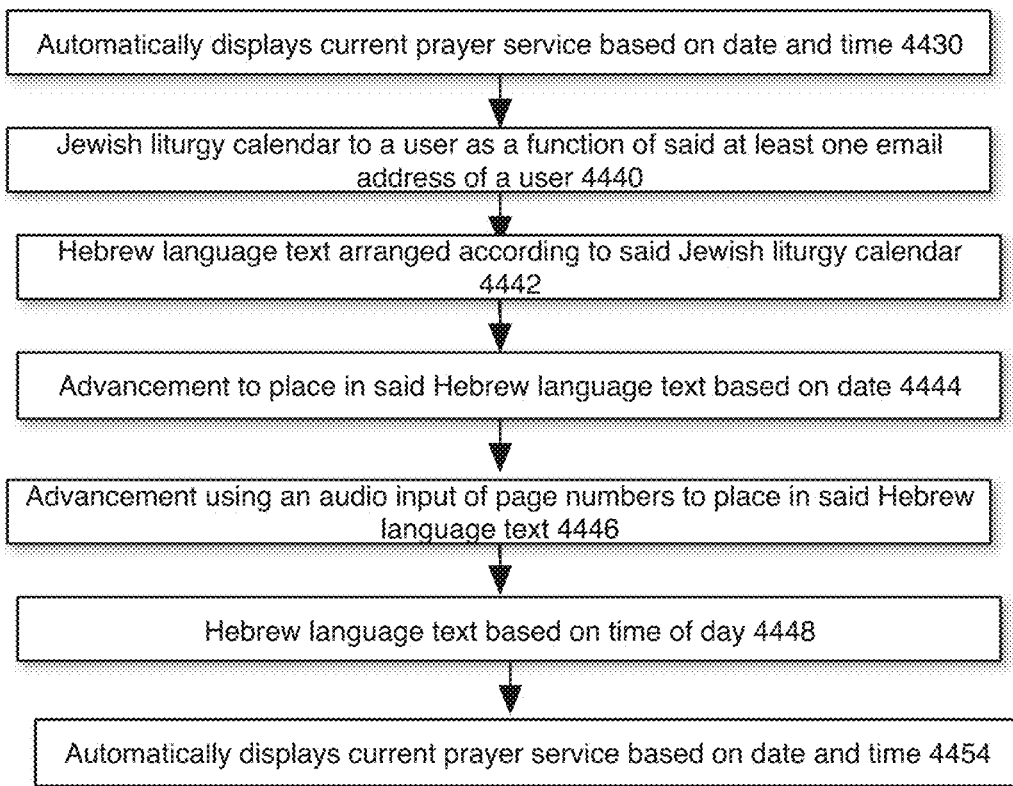 Automatically displays current prayer service based on date and time 4430
Jewish liturgy calendar to a user as a function of said at least one email
address of a user 4440
Hebrew language text arranged according to said Jewish liturgy calendar
4442
Advancement to place in said Hebrew language text based on date 4444
Advancement using an audio input of page numbers to place in said Hebrew
language text 4446
Hebrew language text based on time of day 4448
Automatically displays current prayer service based on date and time 4454